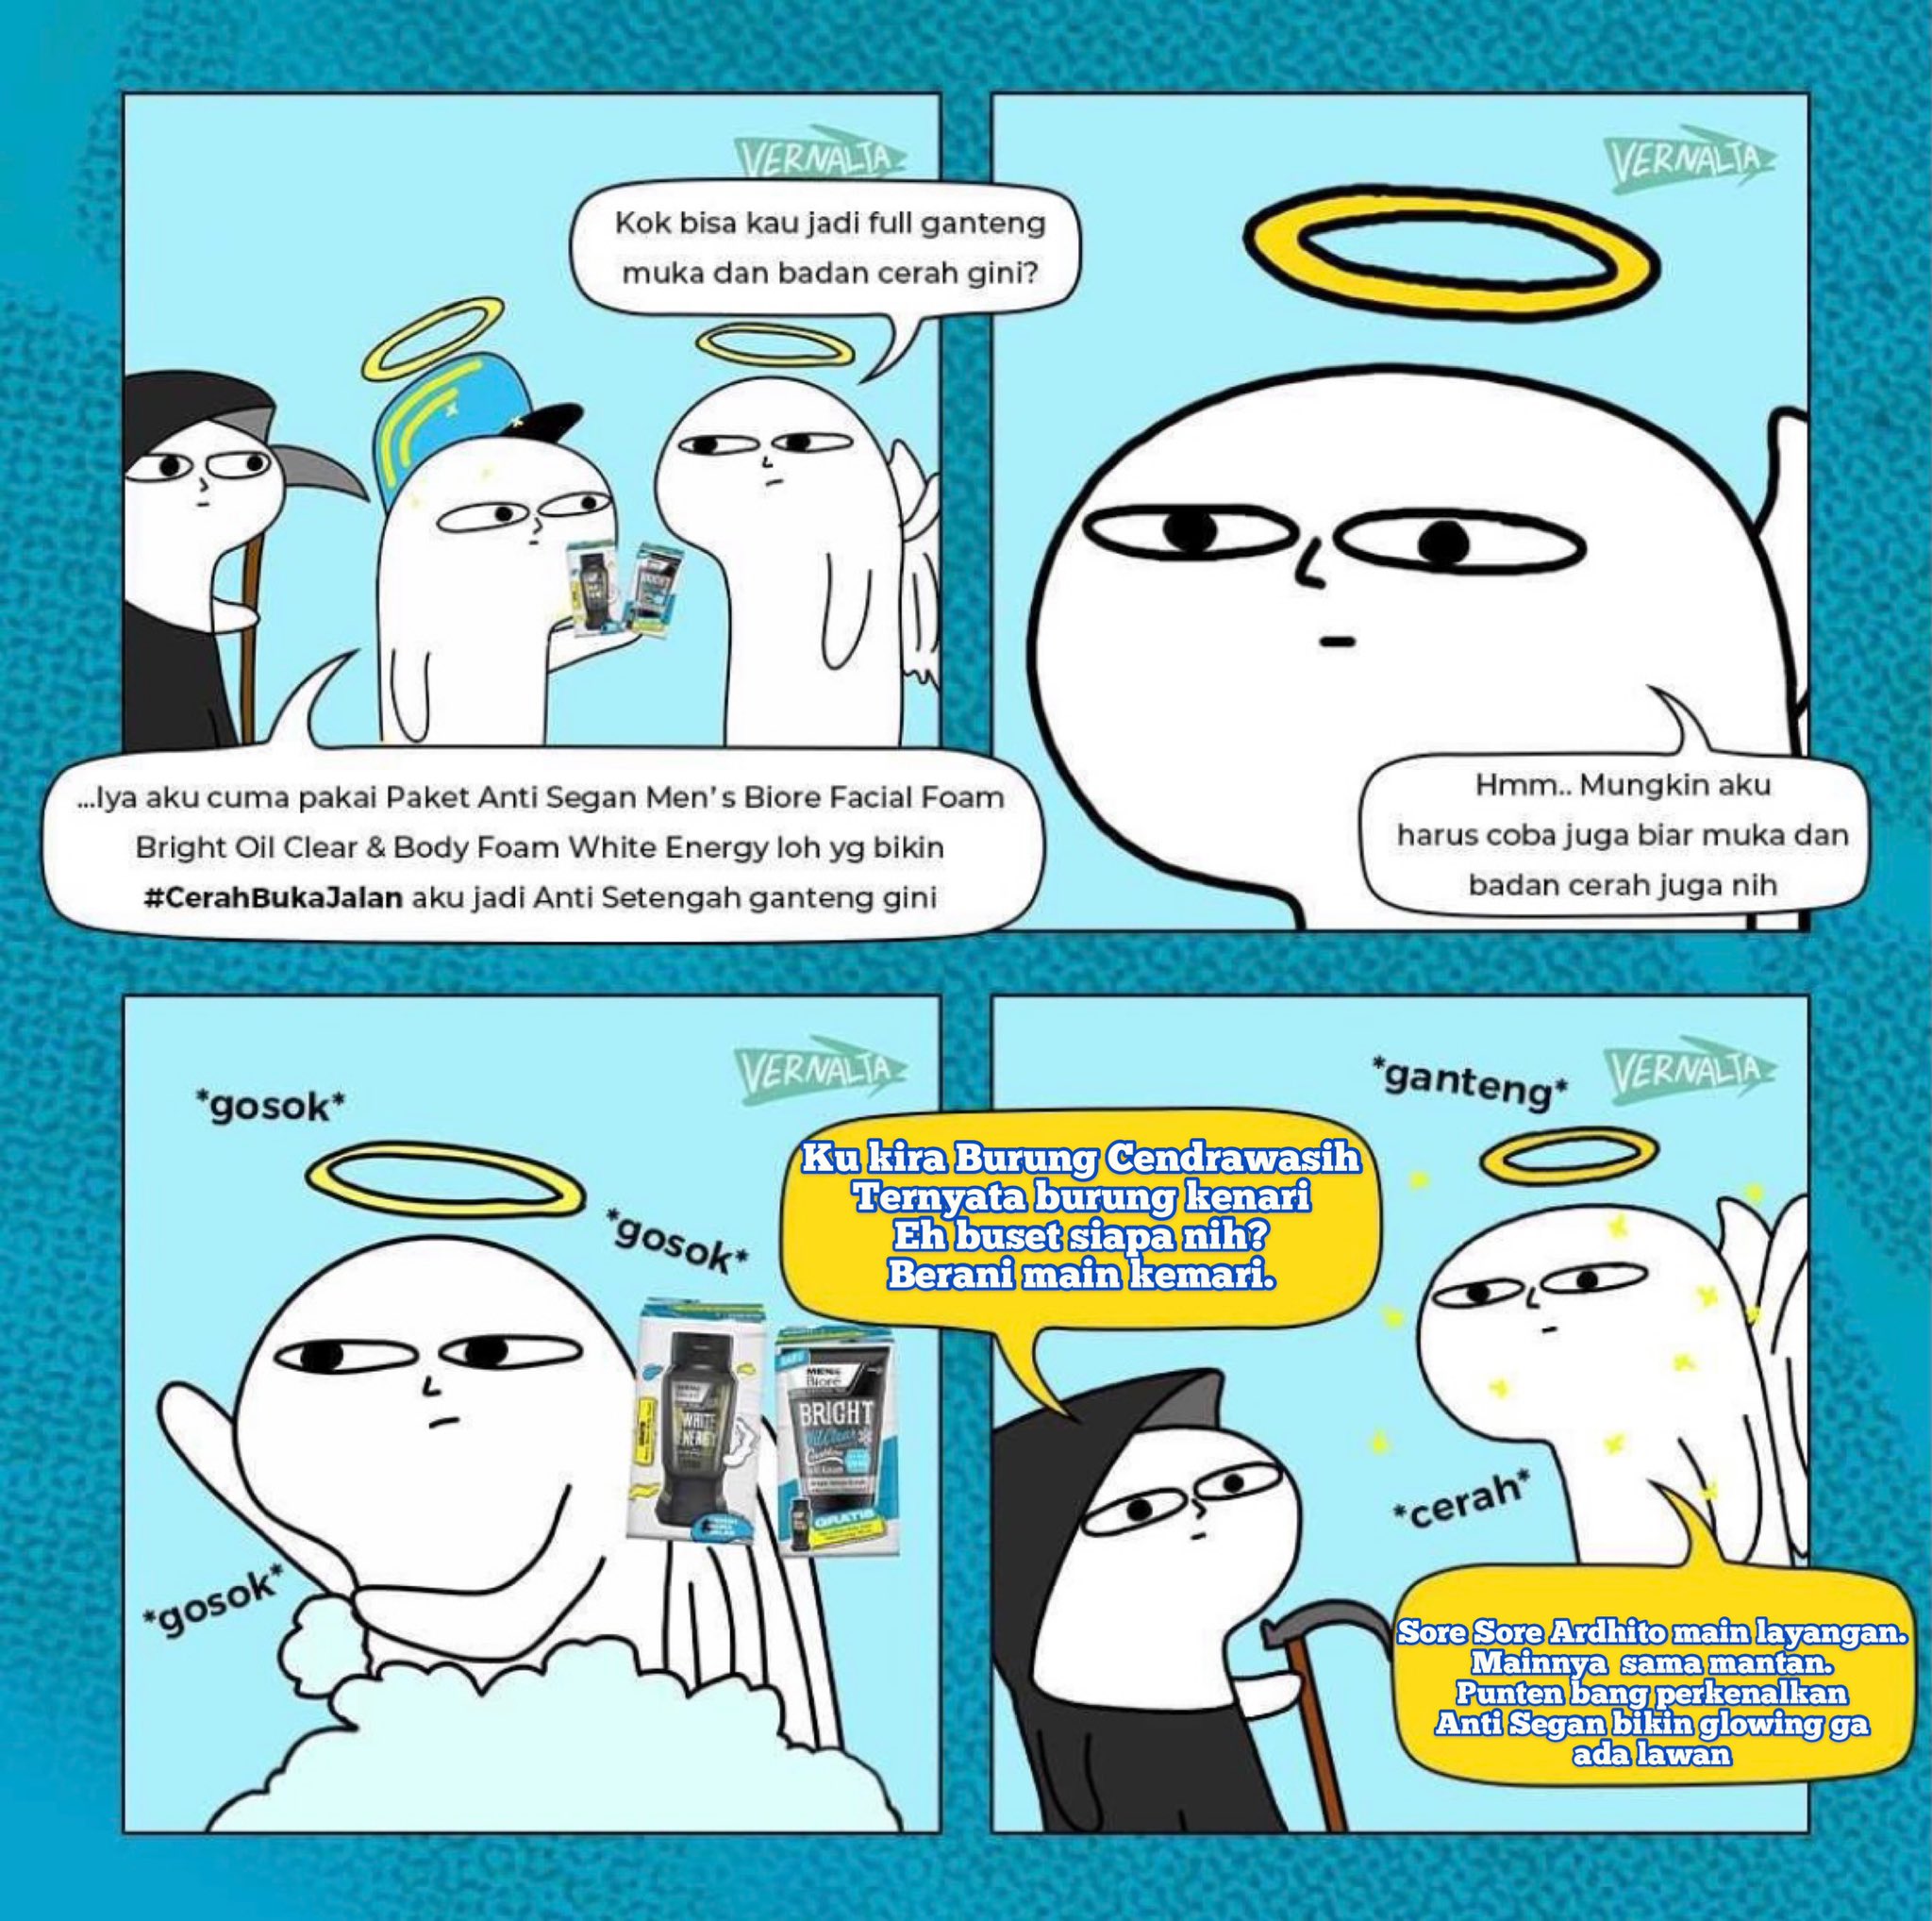 VERNALTA
Kok bisa kau jadi full ganteng
muka dan badan cerah gini?
...Iya aku cuma pakai Paket Anti Segan Men's Biore Facial Foam
Bright Oil Clear & Body Foam White Energy loh yg bikin
#CerahBukaJalan aku jadi Anti Setengah ganteng gini
VERNALTA
Hmm.. Mungkin aku
harus coba juga biar muka dan
badan cerah juga nih
VERNALTA
*gosok*
*gosok*
*gosok*
WHITE
ENERGY
MEN'S
Bioré
BRIGHT
Oil Clear
GRATIS
VERNALTA
*ganteng*
Ku kira Burung Cendrawasih
Ternyata burung kenari
Eh buset siapa nih?
Berani main kemari.
*cerah*
Sore Sore Ardhito main layangan.
Mainnya sama mantan.
Punten bang perkenalkan
Anti Segan bikin glowing ga
ada lawan